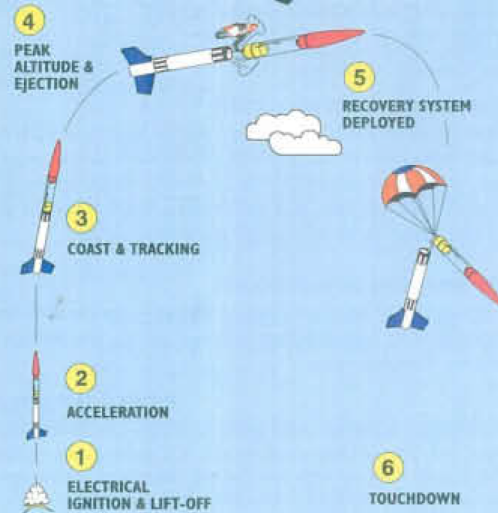 4
PEAK
ALTITUDE &
EJECTION
5
RECOVERY SYSTEM
DEPLOYED
3
COAST & TRACKING
2
ACCELERATION
1
ELECTRICAL
IGNITION & LIFT-OFF
6
TOUCHDOWN